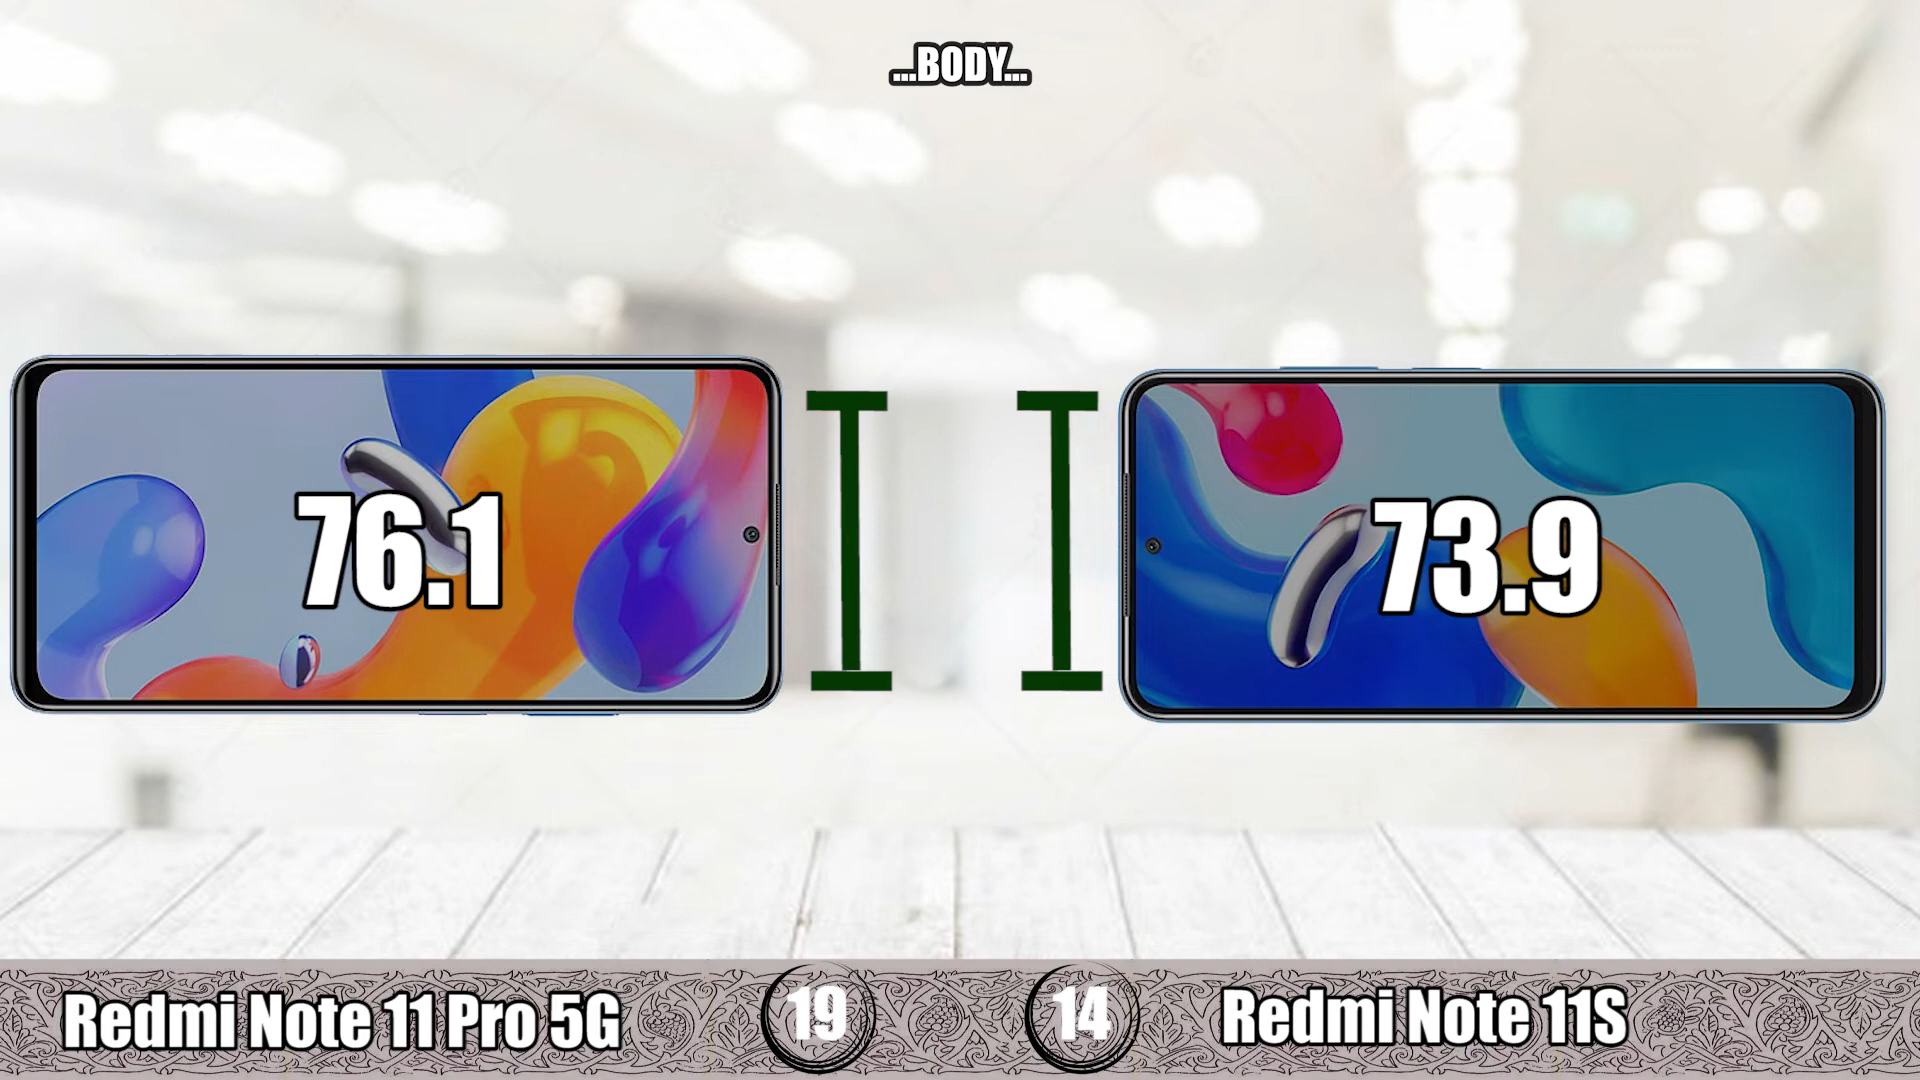 ...BODY...
76.1
73.9
Redmi Note 11 Pro 5G
19
14
Redmi Note 11S